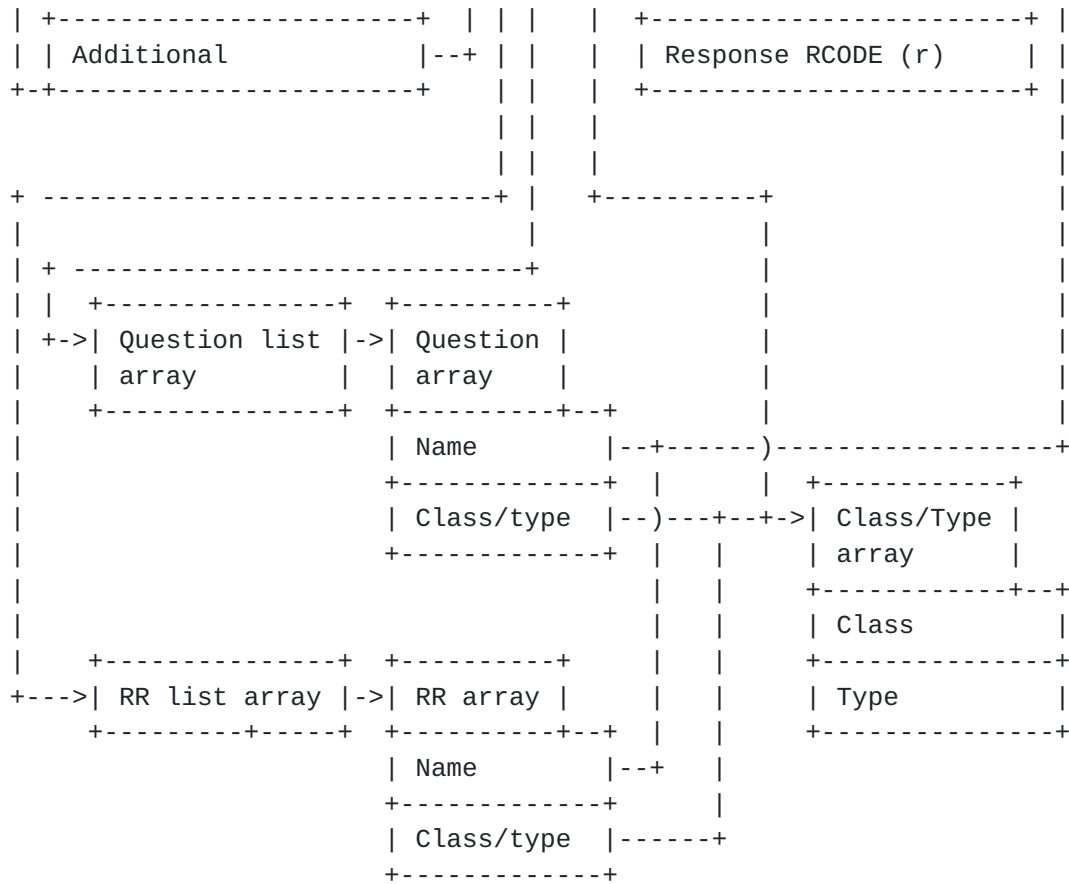 Additional
Response RCODE (r)
Question list
Question
array
array
Name
Class/type
Class/Type
array
Class
RR list array
RR array
Type
Name
Class/type